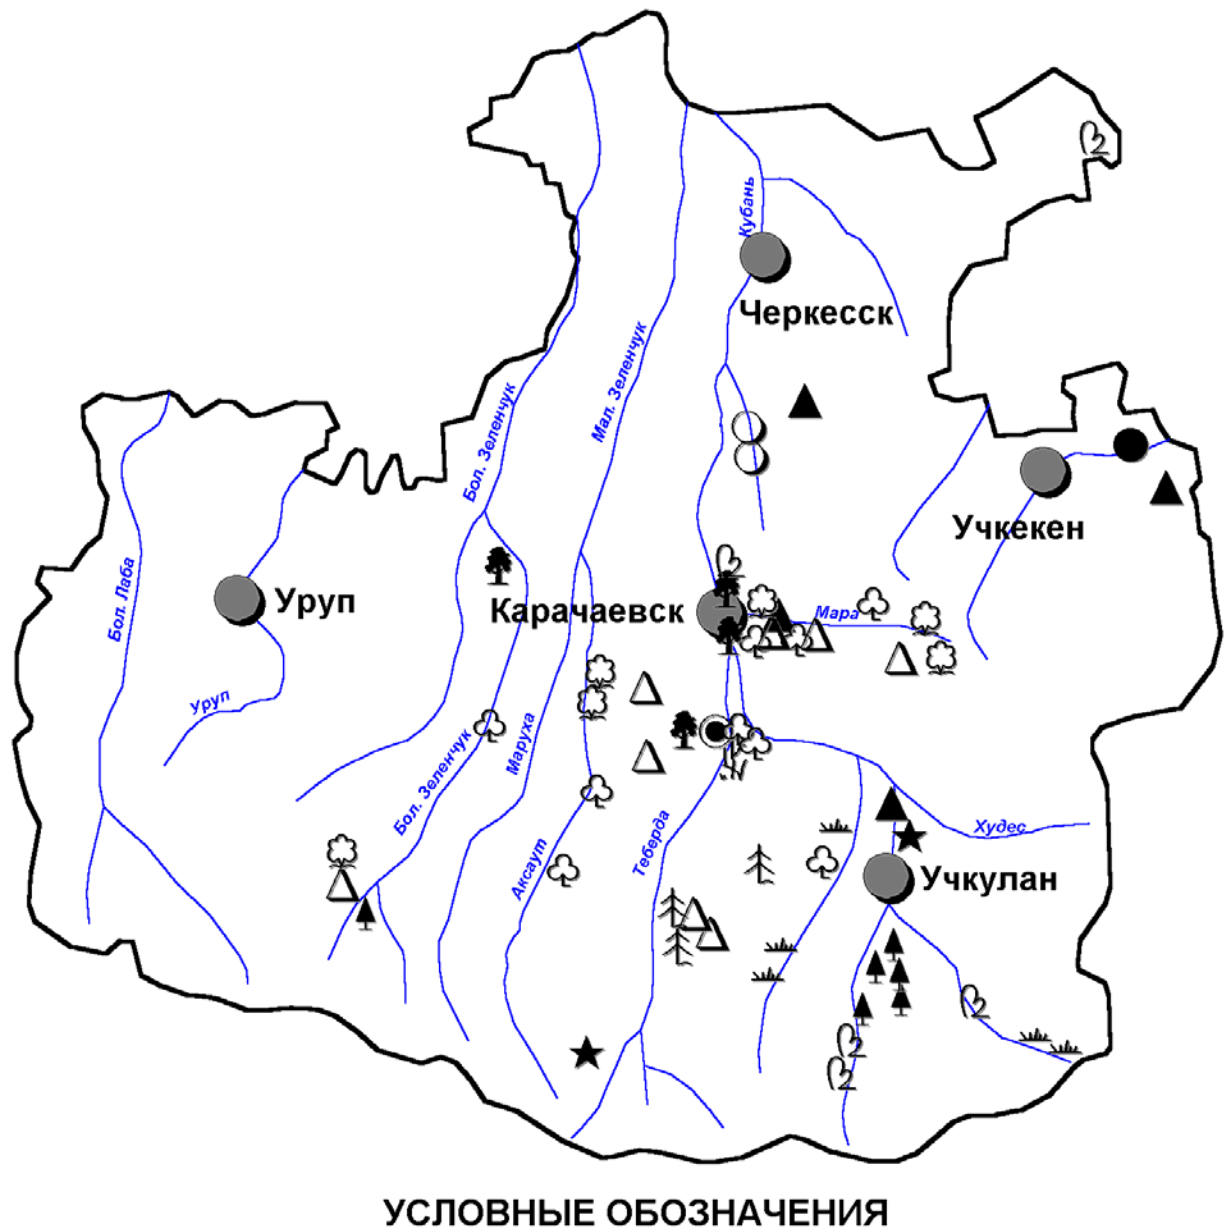 Кубань
Черкесск
Мал. Зеленчук
Бол. Зеленчук
Учкекен
Бол. Лаба
Уруп
Карачаевск
Мара
Уруп
Маруха
Бол. Зеленчук
Теберда
Худес
Аксаут
Учкулан
УСЛОВНЫЕ ОБОЗНАЧЕНИЯ